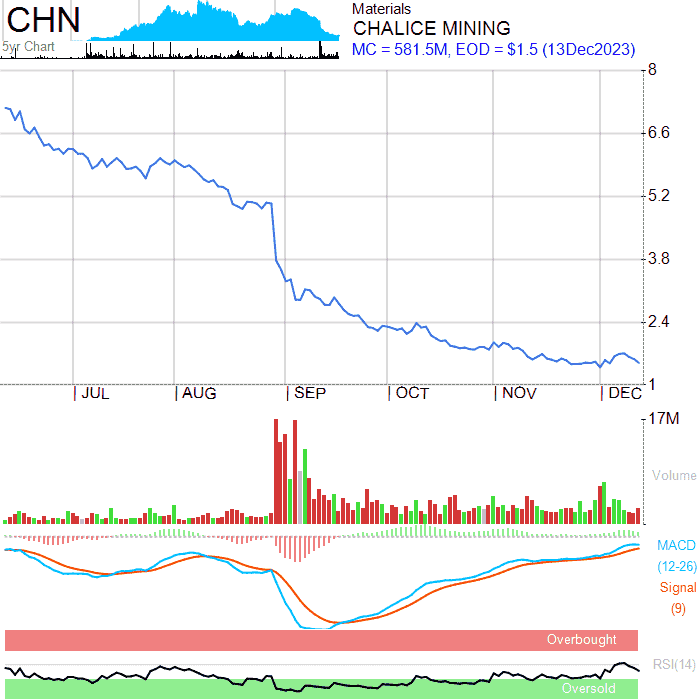 CHN
5yr Chart
Materials
CHALICE MINING
MC = 581.5M, EOD = $1.5 (13Dec2023)
8
6.6
5.2
3.8
2.4
1
| JUL | AUG | SEP | OCT | NOV | DEC
17M
Volume
MACD
(12-26)
Signal
(9)
Overbought
RSI(14)
Oversold